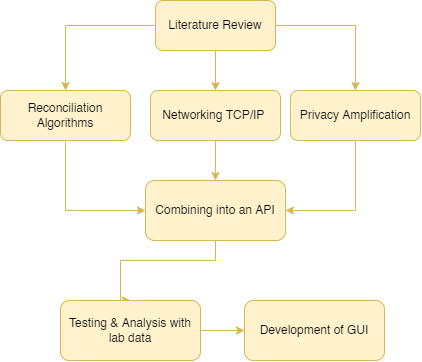 Literature Review
Reconciliation
Algorithms
Networking TCP/IP
Privacy Amplification
Combining into an API
Testing & Analysis with
lab data
Development of GUI